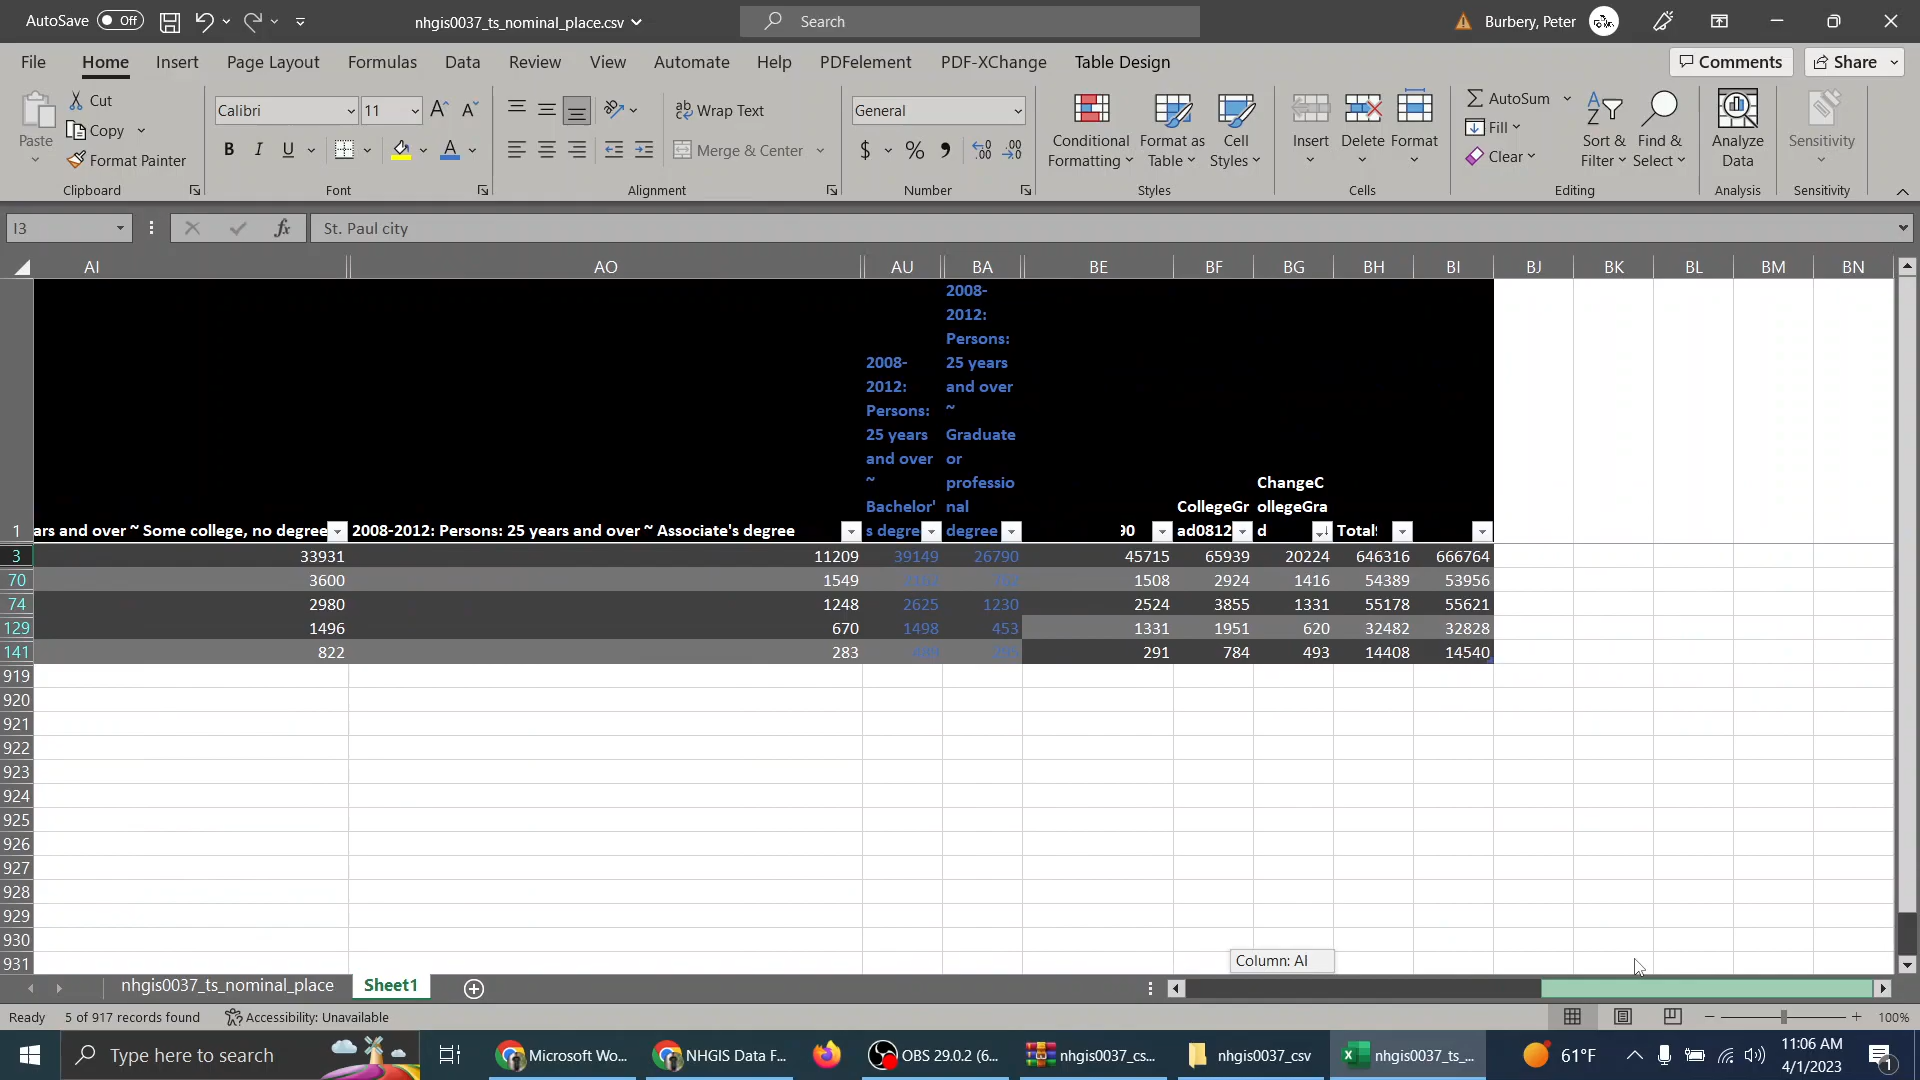 AutoSave Off nhgis0037_ts_nominal_place.csv Search Burbery, Peter
File Home Insert Page Layout Formulas Data Review View Automate Help PDFelement PDF-XChange Table Design Comments Share
Paste Cut Copy Format Painter Clipboard
Calibri 11 Font
Wrap Text Merge & Center Alignment
General Number
Conditional Formatting Format as Table Cell Styles Styles
Insert Delete Format Cells
AutoSum Fill Clear Sort & Filter Find & Select Editing
Analyze Data Analysis
Sensitivity Sensitivity
I3 St. Paul city
AI AO AU BA BE BF BG BH BI BJ BK BL BM BN
1 ars and over ~ Some college, no degree
2008-2012: Persons: 25 years and over ~ Associate's degree
2008-
2012:
Persons:
25 years
and over
~
Bachelor'
s degre
2008-
2012:
Persons:
25 years
and over
~
Graduate
or
professio
nal
degree
90
CollegeGr
ad0812
ChangeC
ollegeGra
d
3 33931 11209 39149 26790 45715 65939 20224 646316 666764
70 3600 1549 1508 2924 1416 54389 53956
74 2980 1248 2625 1230 2524 3855 1331 55178 55621
129 1496 670 1498 453 1331 1951 620 32482 32828
141 822 283 291 784 493 14408 14540
919
920
921
922
923
924
925
926
927
928
929
930
931
Column: AI
nhgis0037_ts_nominal_place Sheet1
Ready 5 of 917 records found Accessibility: Unavailable 100%
Type here to search Microsoft Wo... NHGIS Data F... OBS 29.0.2 (6... nhgis0037_cs... nhgis0037_csv nhgis0037_ts_... 61°F 11:06 AM
4/1/2023 1